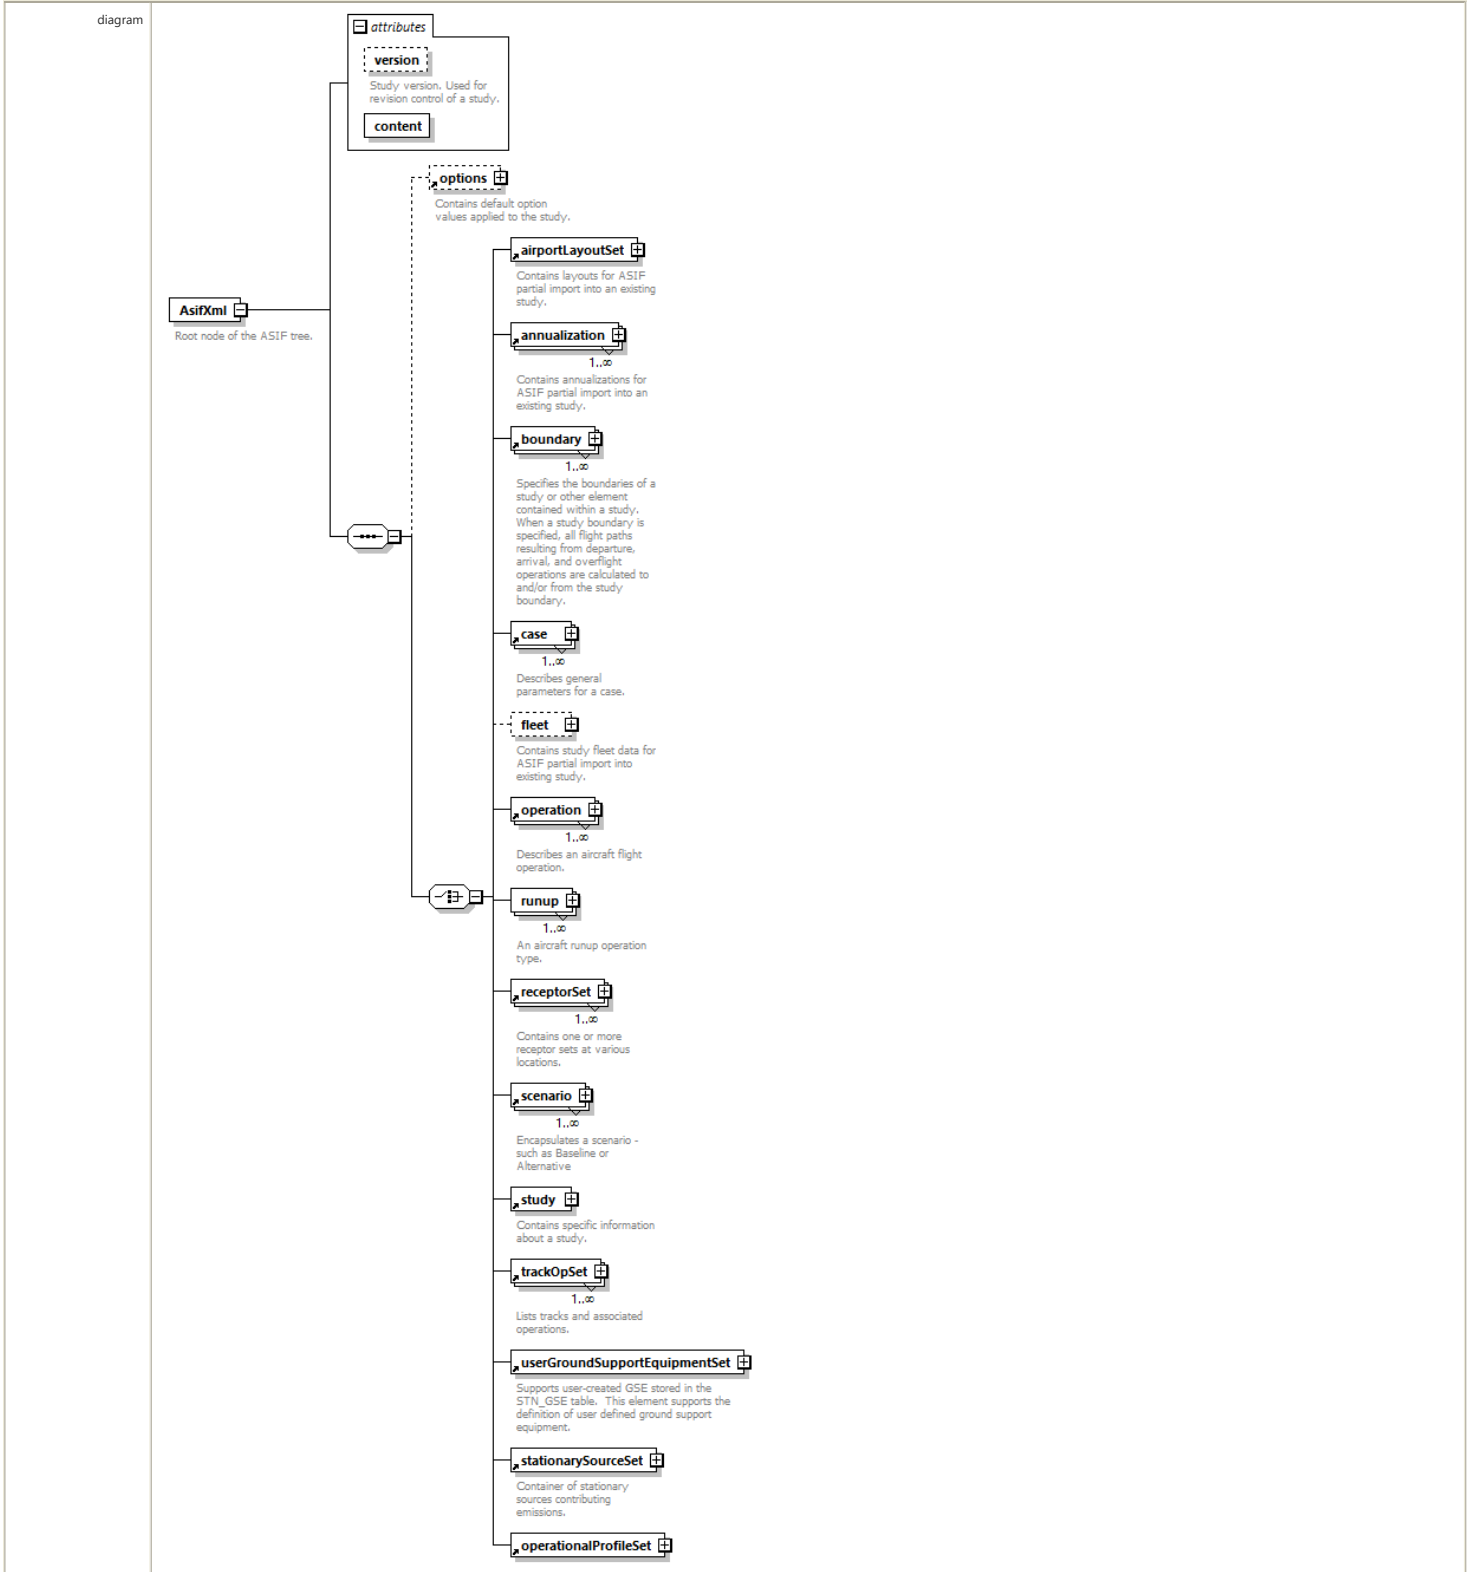 diagram
attributes
version
Study version. Used for
revision control of a study.
content
options
Contains default option
values applied to the study.
airportLayoutSet
Contains layouts for ASIF
partial import into an existing
study.
AsifXml
Root node of the ASIF tree.
annualization
1..∞
Contains annualizations for
ASIF partial import into an
existing study.
boundary
1..∞
Specifies the boundaries of a
study or other element
contained within a study.
When a study boundary is
specified, all flight paths
resulting from departure,
arrival, and overflight
operations are calculated to
and/or from the study
boundary.
case
1..∞
Describes general
parameters for a case.
fleet
Contains study fleet data for
ASIF partial import into
existing study.
operation
1..∞
Describes an aircraft flight
operation.
runup
1..∞
An aircraft runup operation
type.
receptorSet
1..∞
Contains one or more
receptor sets at various
locations.
scenario
1..∞
Encapsulates a scenario -
such as Baseline or
Alternative
study
Contains specific information
about a study.
trackOpSet
1..∞
Lists tracks and associated
operations.
userGroundSupportEquipmentSet
Supports user-created GSE stored in the
STN_GSE table.  This element supports the
definition of user defined ground support
equipment.
stationarySourceSet
Container of stationary
sources contributing
emissions.
operationalProfileSet